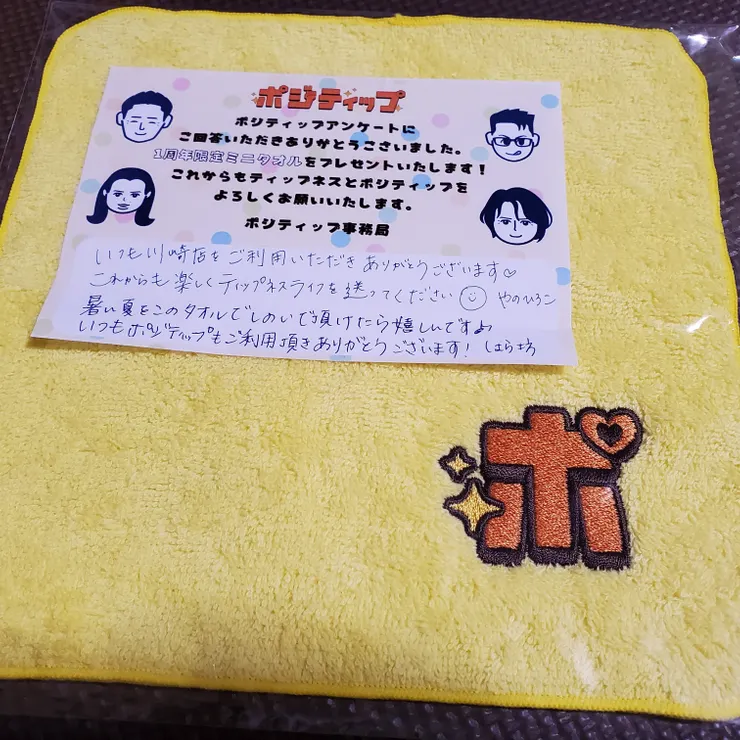 ポジティップ
ポジティップアンケートに
ご回答いただきありがとうございました。
1周年限定ミニタオルをプレゼントいたします！
これからもティップネスとポジティップを
よろしくお願いいたします。
ポジティップ事務局
いつも川崎店をご利用いただきありがとうございます♡
これからも楽しくティップネスライフを送ってください☺ やのひろこ
暑い夏をこのタオルでしのいで頂けたら嬉しいですよ
いつもポジティップもご利用頂きありがとうございます! しはら坊
ポ